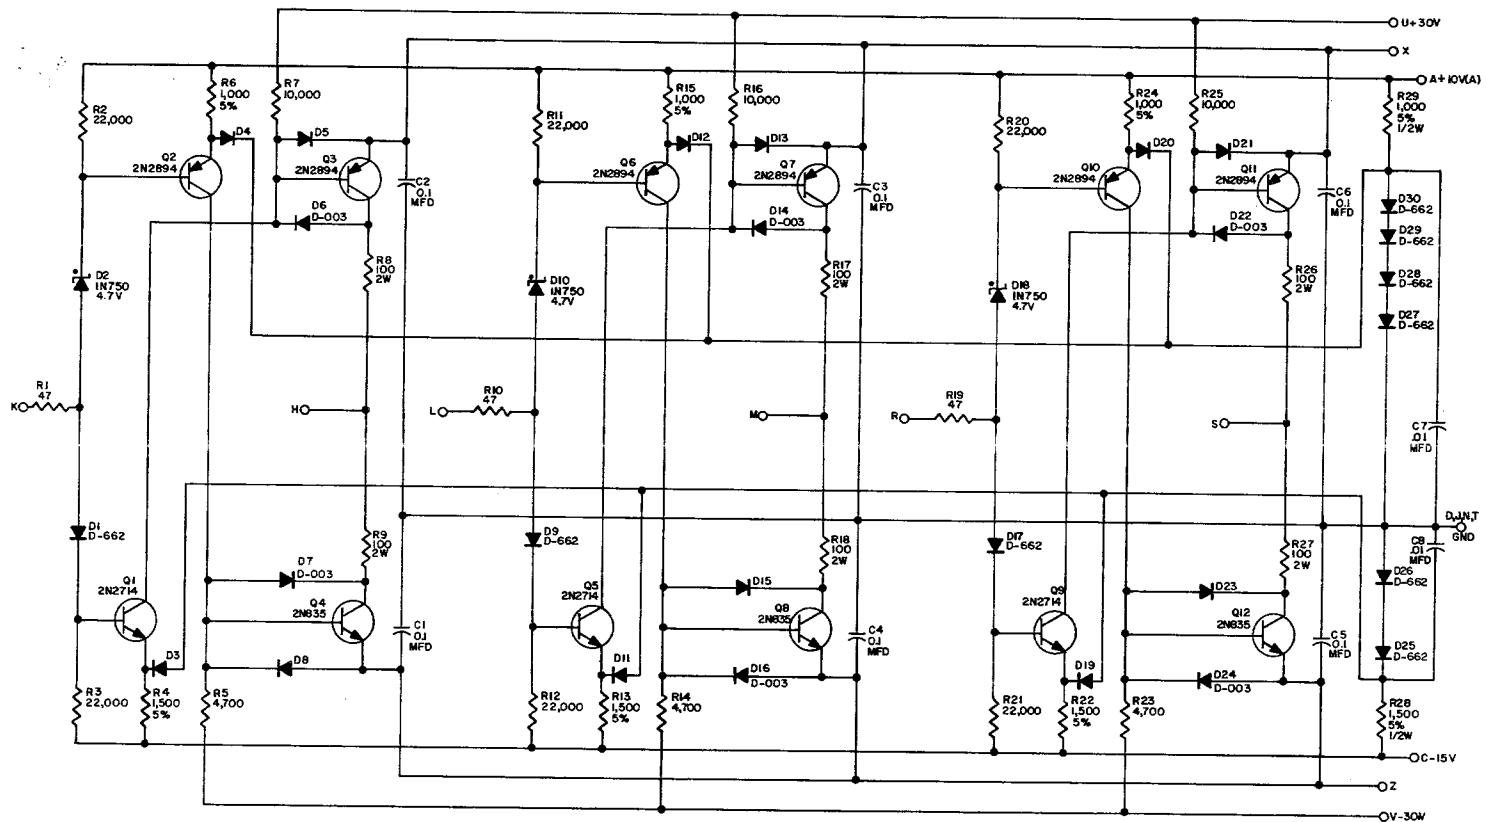 U+30V
X
A+10V(A)
R2
22,000
R6
1,000
5%
R7
10,000
D4
D5
Q2
2N2894
Q3
2N2894
D6
D-003
C2
0.1
MFD
R8
100
2W
D2
1N750
4.7V
R1
47
K
H
D1
D-662
Q1
2N2714
D3
R3
22,000
R4
1,500
5%
R5
4,700
D7
D-003
Q4
2N835
D8
R9
100
2W
C1
0.1
MFD
R11
22,000
R15
1,000
5%
R16
10,000
D12
D13
Q6
2N2894
Q7
2N2894
D14
D-003
C3
0.1
MFD
R17
100
2W
D10
1N750
4.7V
R10
47
L
M
D9
D-662
Q5
2N2714
D11
R12
22,000
R13
1,500
5%
R14
4,700
D15
Q8
2N835
D16
D-003
R18
100
2W
C4
0.1
MFD
R20
22,000
R24
1,000
5%
R25
10,000
D20
D21
Q10
2N2894
Q11
2N2894
D22
D-003
C6
0.1
MFD
R26
100
2W
D18
1N750
4.7V
R19
47
R
S
D17
D-662
Q9
2N2714
D19
R21
22,000
R22
1,500
5%
R23
4,700
D23
Q12
2N835
D24
D-003
R27
100
2W
C5
0.1
MFD
R29
1,000
5%
1/2W
D30
D-662
D29
D-662
D28
D-662
D27
D-662
C7
.01
MFD
D,J,N,T
GND
C8
.01
MFD
D26
D-662
D25
D-662
R28
1,500
5%
1/2W
C-15V
Z
V-30W